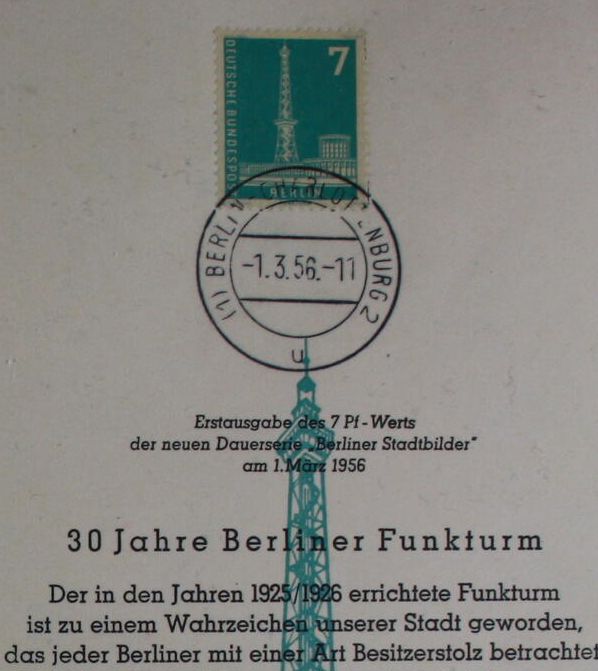 7
DEUTSCHE BUNDESPOST
BERLIN
(1) BERLIN-CHARLOTTENBURG 2
-1.3.56.-11
u
Erstausgabe des 7 Pf-Werts
der neuen Dauerserie „Berliner Stadtbilder"
am 1. März 1956
30 Jahre Berliner Funkturm
Der in den Jahren 1925/1926 errichtete Funkturm
ist zu einem Wahrzeichen unserer Stadt geworden,
das jeder Berliner mit einer Art Besitzerstolz betrachtet